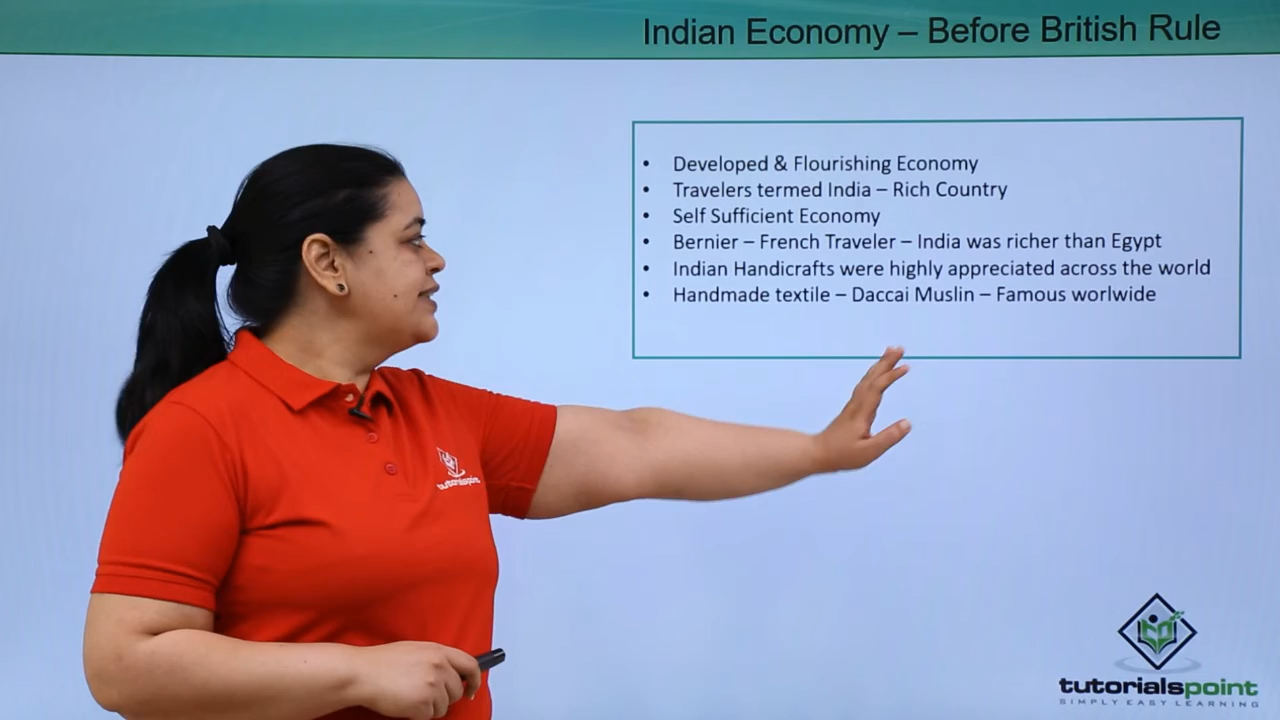 Indian Economy – Before British Rule
• Developed & Flourishing Economy
• Travelers termed India – Rich Country
• Self Sufficient Economy
• Bernier – French Traveler – India was richer than Egypt
• Indian Handicrafts were highly appreciated across the world
• Handmade textile – Daccai Muslin – Famous worlwide
tutorialspoint
tutorialspoint
SIMPLY EASY LEARNING